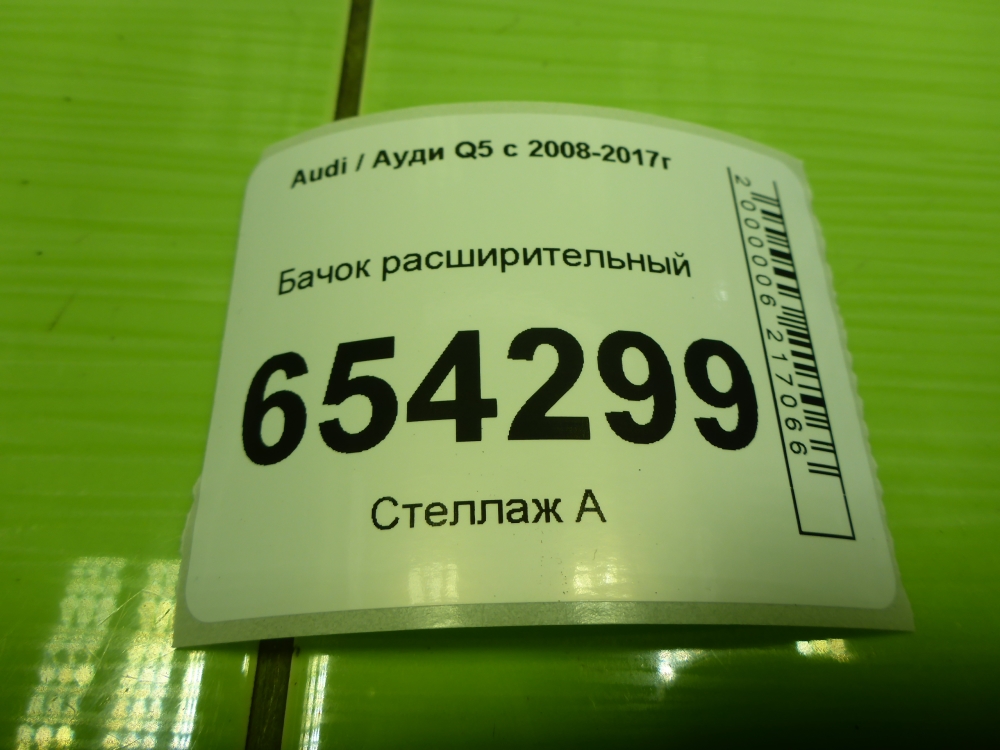 Audi / Ауди Q5 с 2008-2017г
Бачок расширительный
654299
Стеллаж А
2000006217066